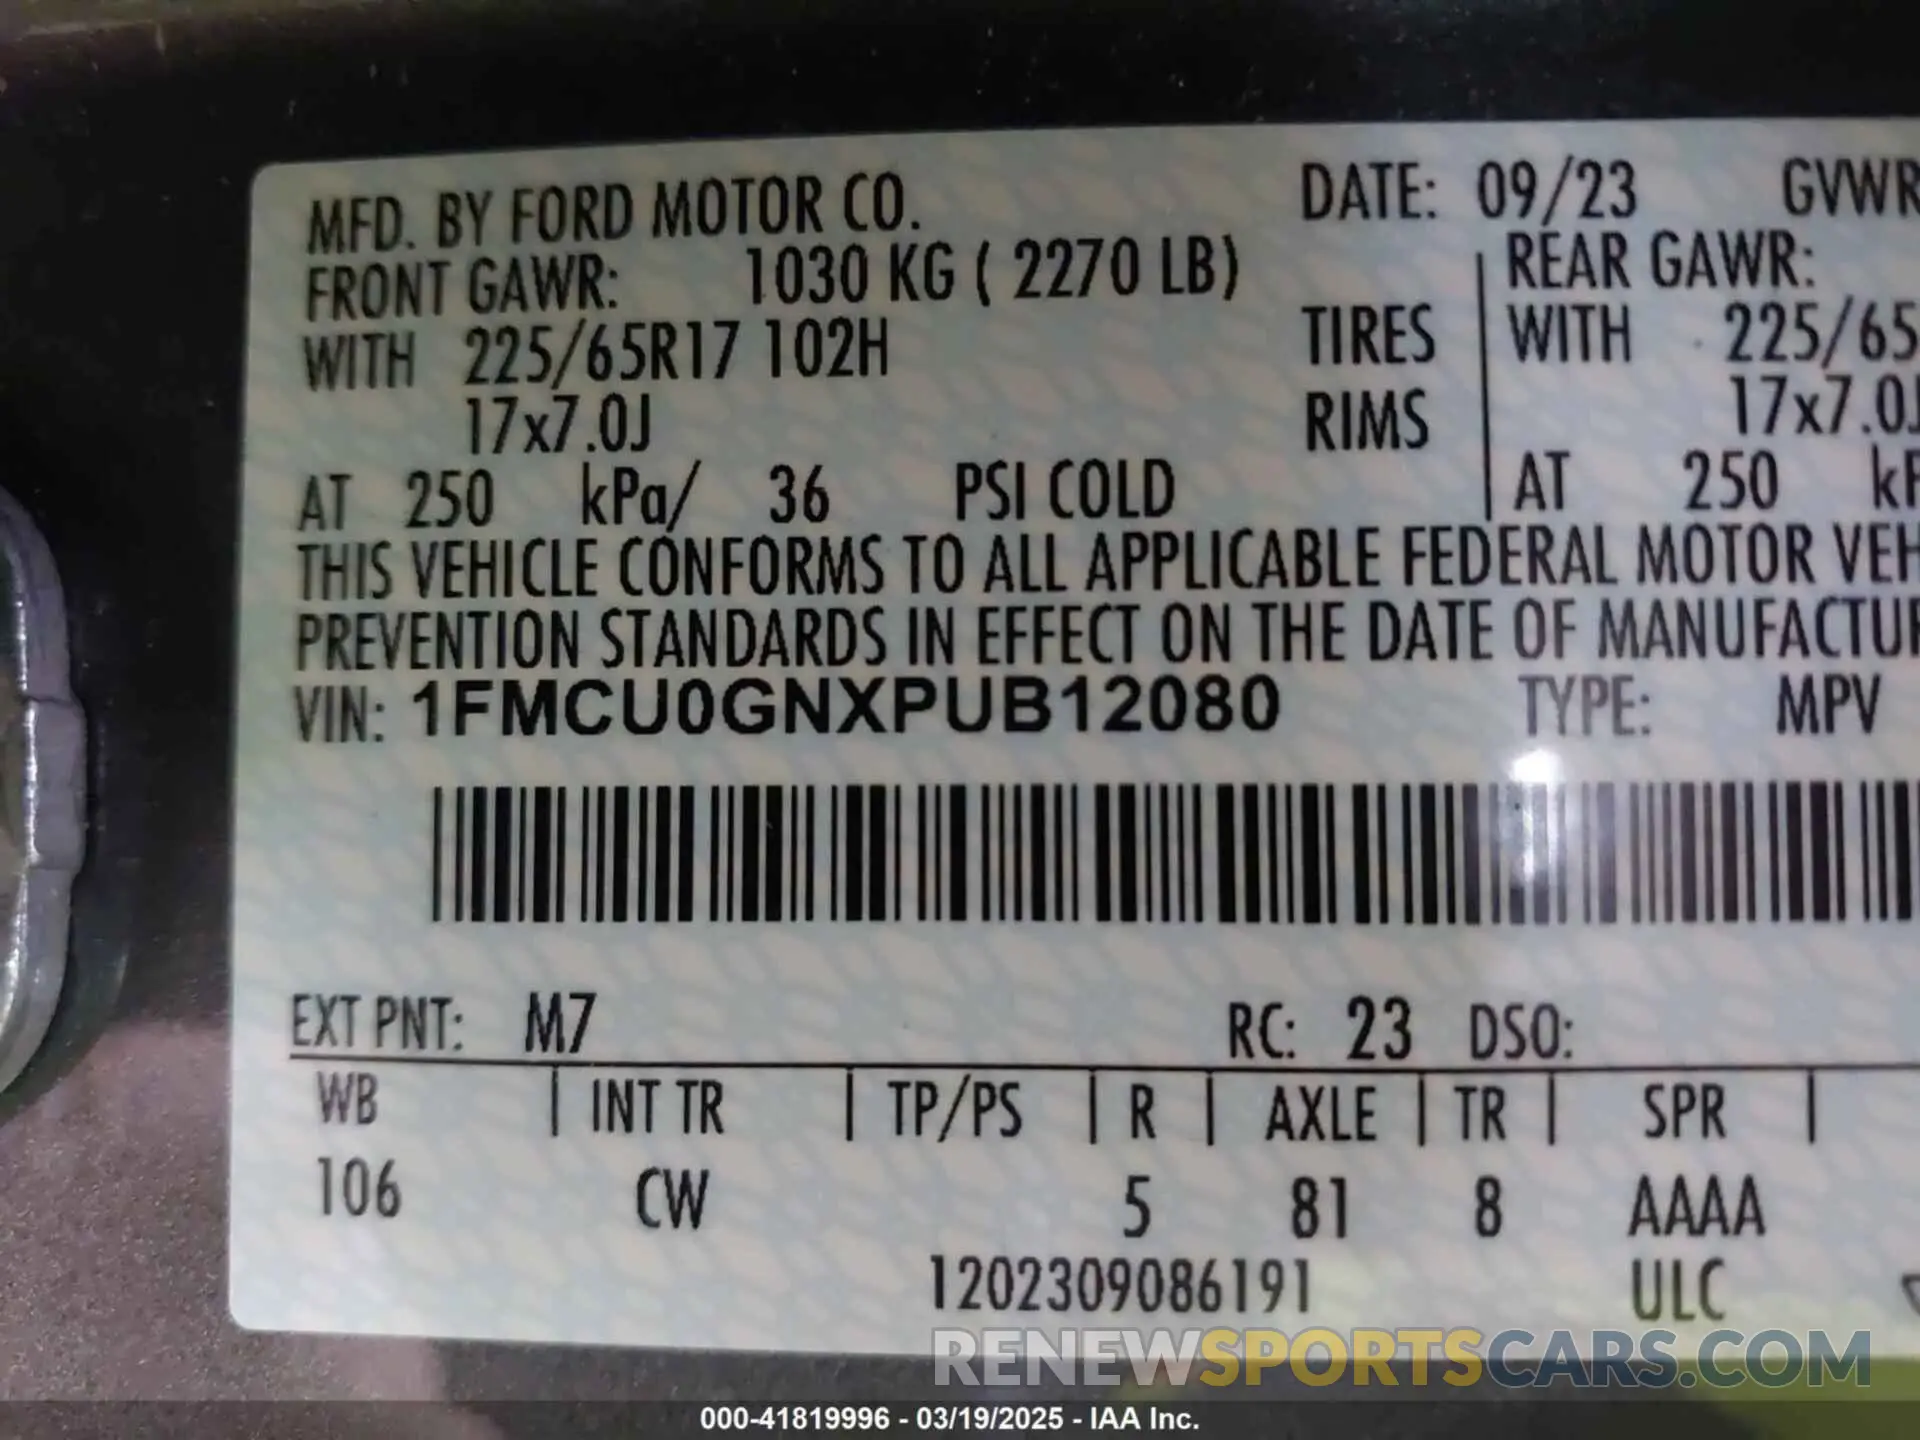 MFD. BY FORD MOTOR CO. DATE: 09/23 GVWR
FRONT GAWR: 1030 KG ( 2270 LB) REAR GAWR:
WITH 225/65R17 102H TIRES WITH 225/65
17x7.0J RIMS 17x7.0J
AT 250 kPa/ 36 PSI COLD AT 250 kP
THIS VEHICLE CONFORMS TO ALL APPLICABLE FEDERAL MOTOR VEH
PREVENTION STANDARDS IN EFFECT ON THE DATE OF MANUFACTUR
VIN: 1FMCU0GNXPUB12080 TYPE: MPV
EXT PNT: M7 RC: 23 DSO:
WB INT TR TP/PS R AXLE TR SPR
106 CW 5 81 8 AAAA
1202309086191 ULC
RENEWSPORTSCARS.COM
000-41819996 - 03/19/2025 - IAA Inc.